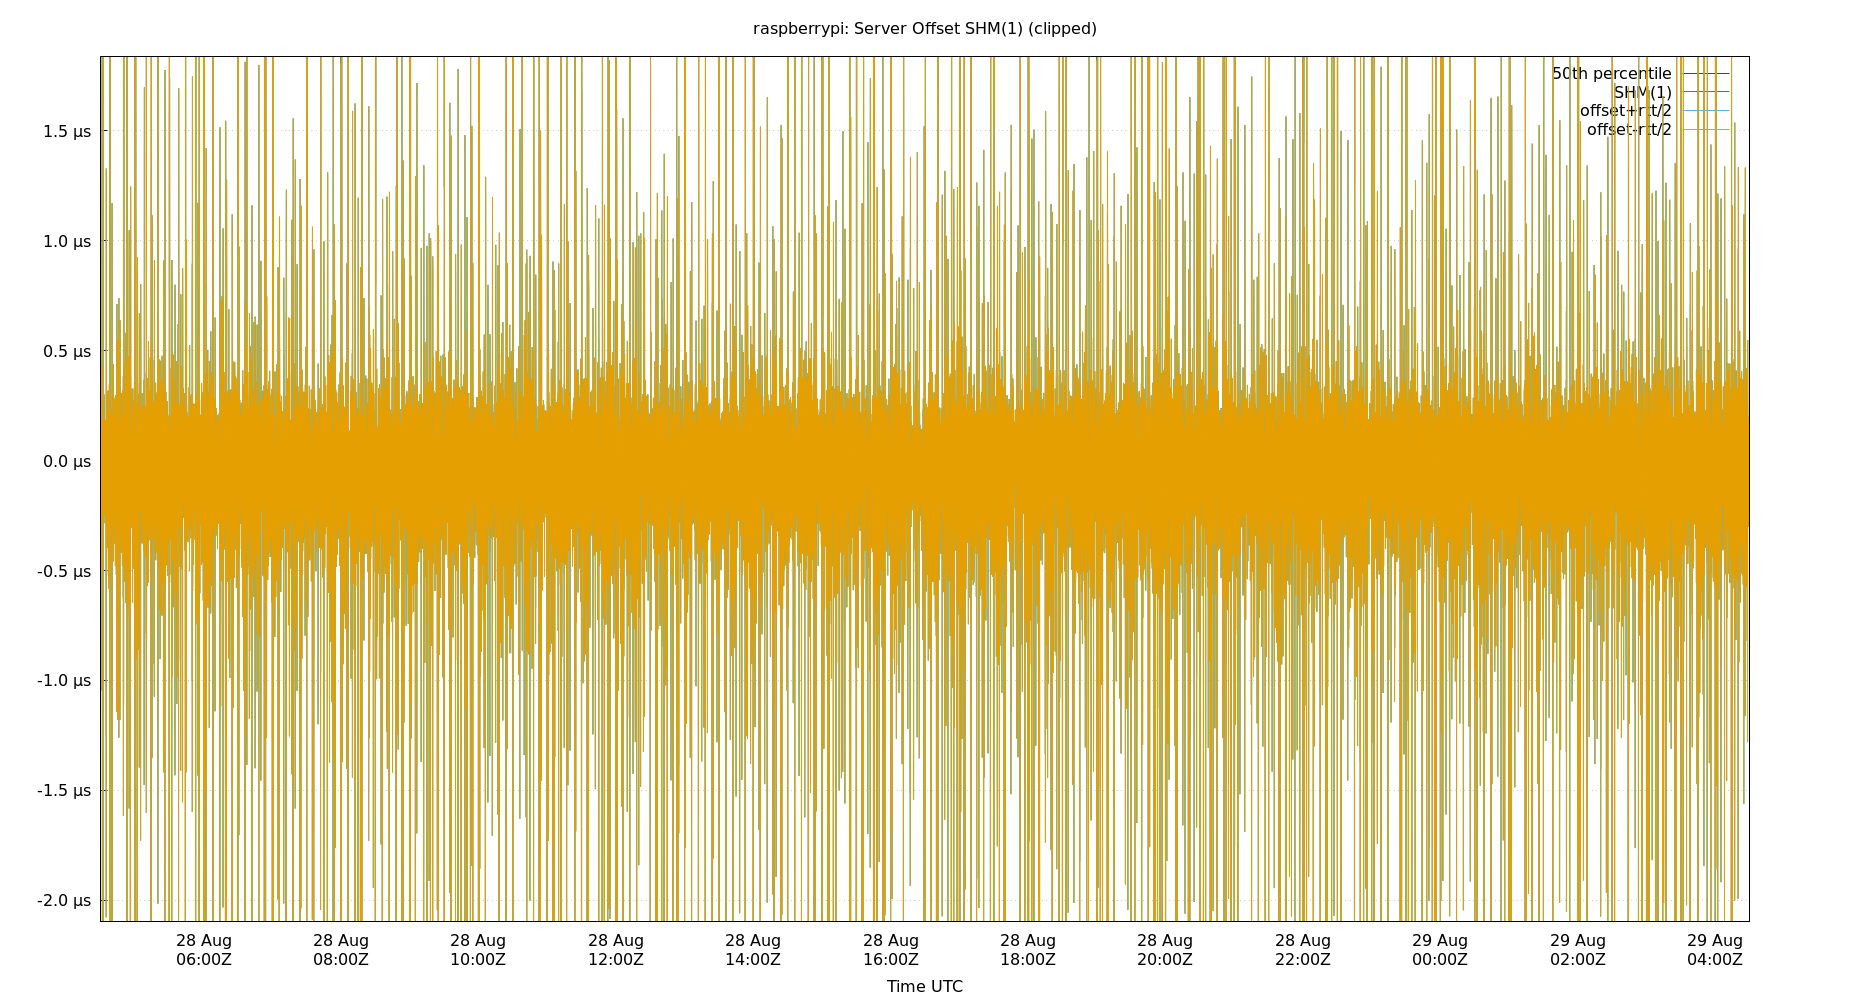 raspberrypi: Server Offset SHM(1) (clipped)
50th percentile
SHM(1)
offset+rtt/2
offset-rtt/2
1.5 µs
1.0 µs
0.5 µs
0.0 µs
-0.5 µs
-1.0 µs
-1.5 µs
-2.0 µs
28 Aug 28 Aug 28 Aug 28 Aug 28 Aug 28 Aug 28 Aug 28 Aug 28 Aug 29 Aug 29 Aug 29 Aug
06:00Z 08:00Z 10:00Z 12:00Z 14:00Z 16:00Z 18:00Z 20:00Z 22:00Z 00:00Z 02:00Z 04:00Z
Time UTC